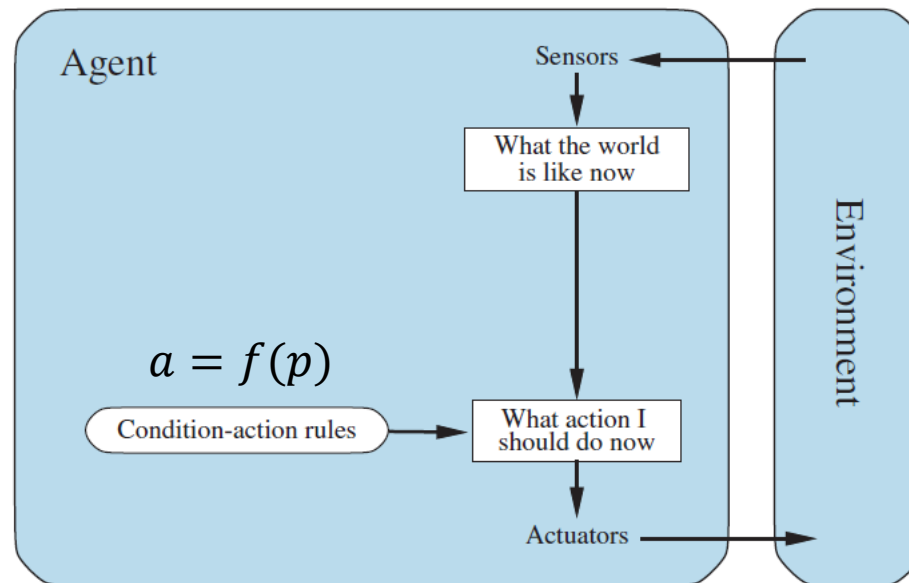 Agent
Sensors
What the world
is like now
Environment
a = f(p)
Condition-action rules
What action I
should do now
Actuators